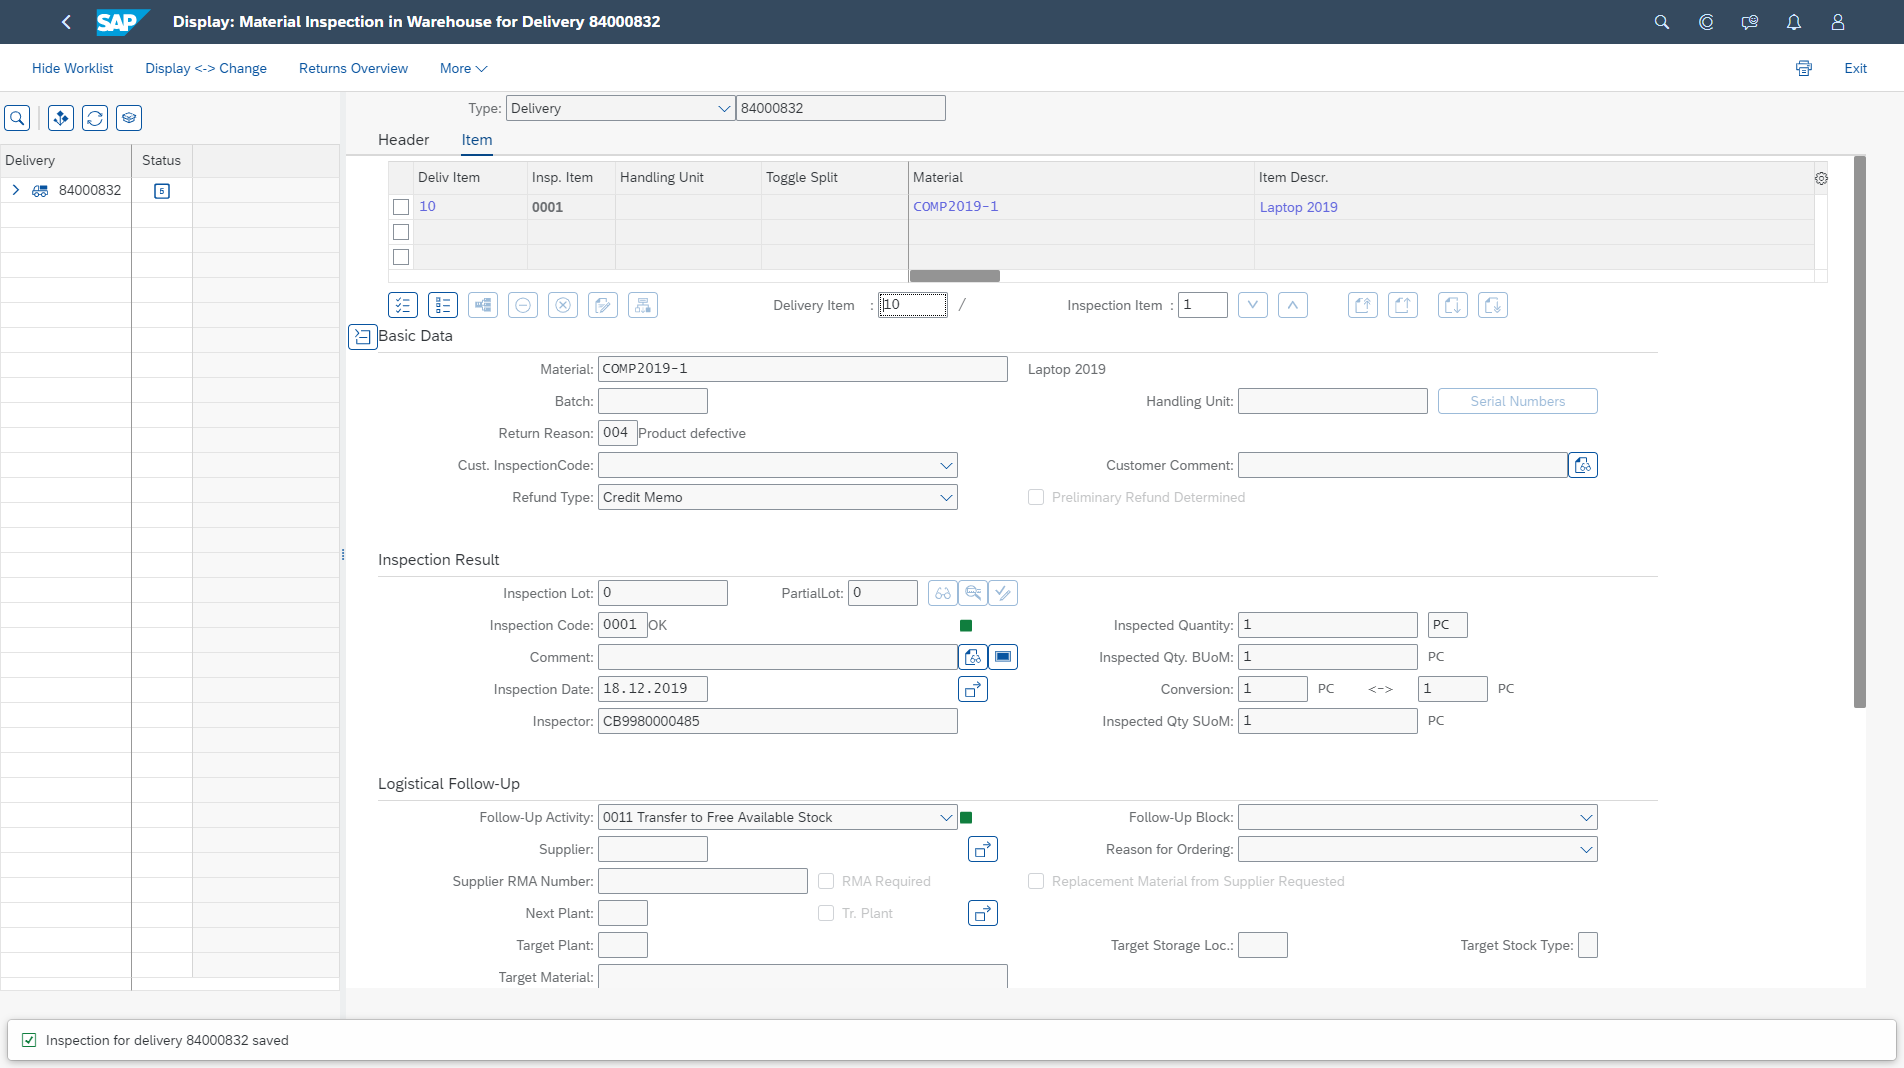 SAP Display: Material Inspection in Warehouse for Delivery 84000832
Hide Worklist Display <-> Change Returns Overview More Exit
Type: Delivery 84000832
Header Item
Delivery Status
84000832 5
Deliv Item Insp. Item Handling Unit Toggle Split Material Item Descr.
10 0001 COMP2019-1 Laptop 2019
Delivery Item : 10 / Inspection Item : 1
Basic Data
Material: COMP2019-1 Laptop 2019
Batch: Handling Unit: Serial Numbers
Return Reason: 004 Product defective
Cust. InspectionCode: Customer Comment:
Refund Type: Credit Memo Preliminary Refund Determined
Inspection Result
Inspection Lot: 0 PartialLot: 0
Inspection Code: 0001 OK Inspected Quantity: 1 PC
Comment: Inspected Qty. BUoM: 1 PC
Inspection Date: 18.12.2019 Conversion: 1 PC <-> 1 PC
Inspector: CB9980000485 Inspected Qty SUoM: 1 PC
Logistical Follow-Up
Follow-Up Activity: 0011 Transfer to Free Available Stock Follow-Up Block:
Supplier: Reason for Ordering:
Supplier RMA Number: RMA Required Replacement Material from Supplier Requested
Next Plant: Tr. Plant
Target Plant: Target Storage Loc.: Target Stock Type:
Target Material:
Inspection for delivery 84000832 saved